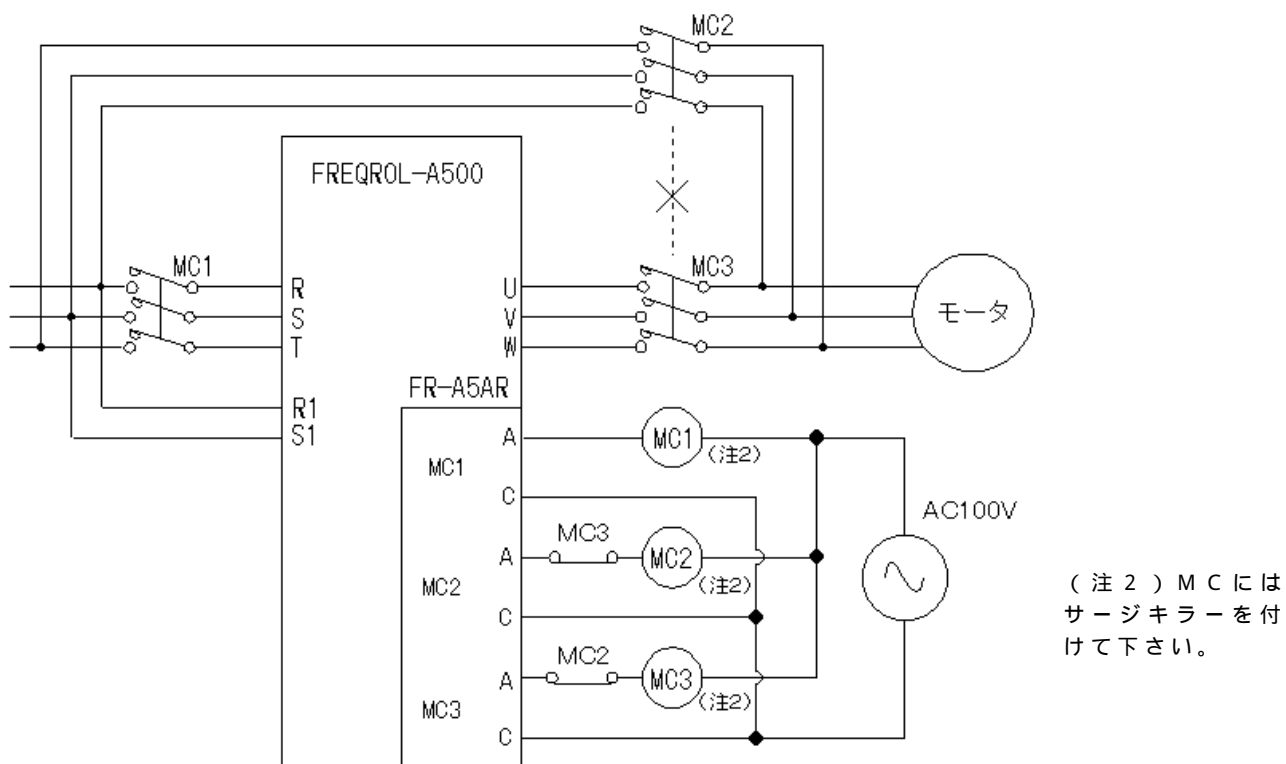 MC2
FREQROL-A500
MC1
MC3
R
U
S
V
モータ
T
W
FR-A5AR
R1
S1
A
MC1
(注2)
MC1
C
AC100V
MC3
A
MC2
(注2)
MC2
C
MC2
A
MC3
(注2)
MC3
C
(注2)MCには
サージキラーを付
けて下さい。